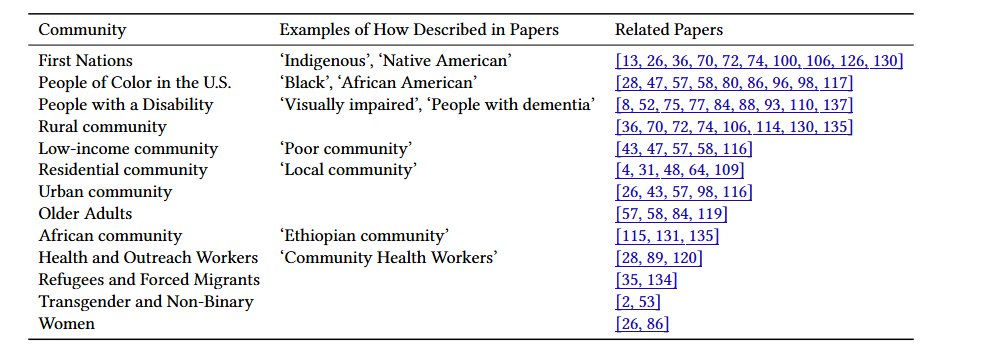 Community Examples of How Described in Papers Related Papers
First Nations ‘Indigenous’, ‘Native American’ [13, 26, 36, 70, 72, 74, 100, 106, 126, 130]
People of Color in the U.S. ‘Black’, ‘African American’ [28, 47, 57, 58, 80, 86, 96, 98, 117]
People with a Disability ‘Visually impaired’, ‘People with dementia’ [8, 52, 75, 77, 84, 88, 93, 110, 137]
Rural community [36, 70, 72, 74, 106, 114, 130, 135]
Low-income community ‘Poor community’ [43, 47, 57, 58, 116]
Residential community ‘Local community’ [4, 31, 48, 64, 109]
Urban community [26, 43, 57, 98, 116]
Older Adults [57, 58, 84, 119]
African community ‘Ethiopian community’ [115, 131, 135]
Health and Outreach Workers ‘Community Health Workers’ [28, 89, 120]
Refugees and Forced Migrants [35, 134]
Transgender and Non-Binary [2, 53]
Women [26, 86]